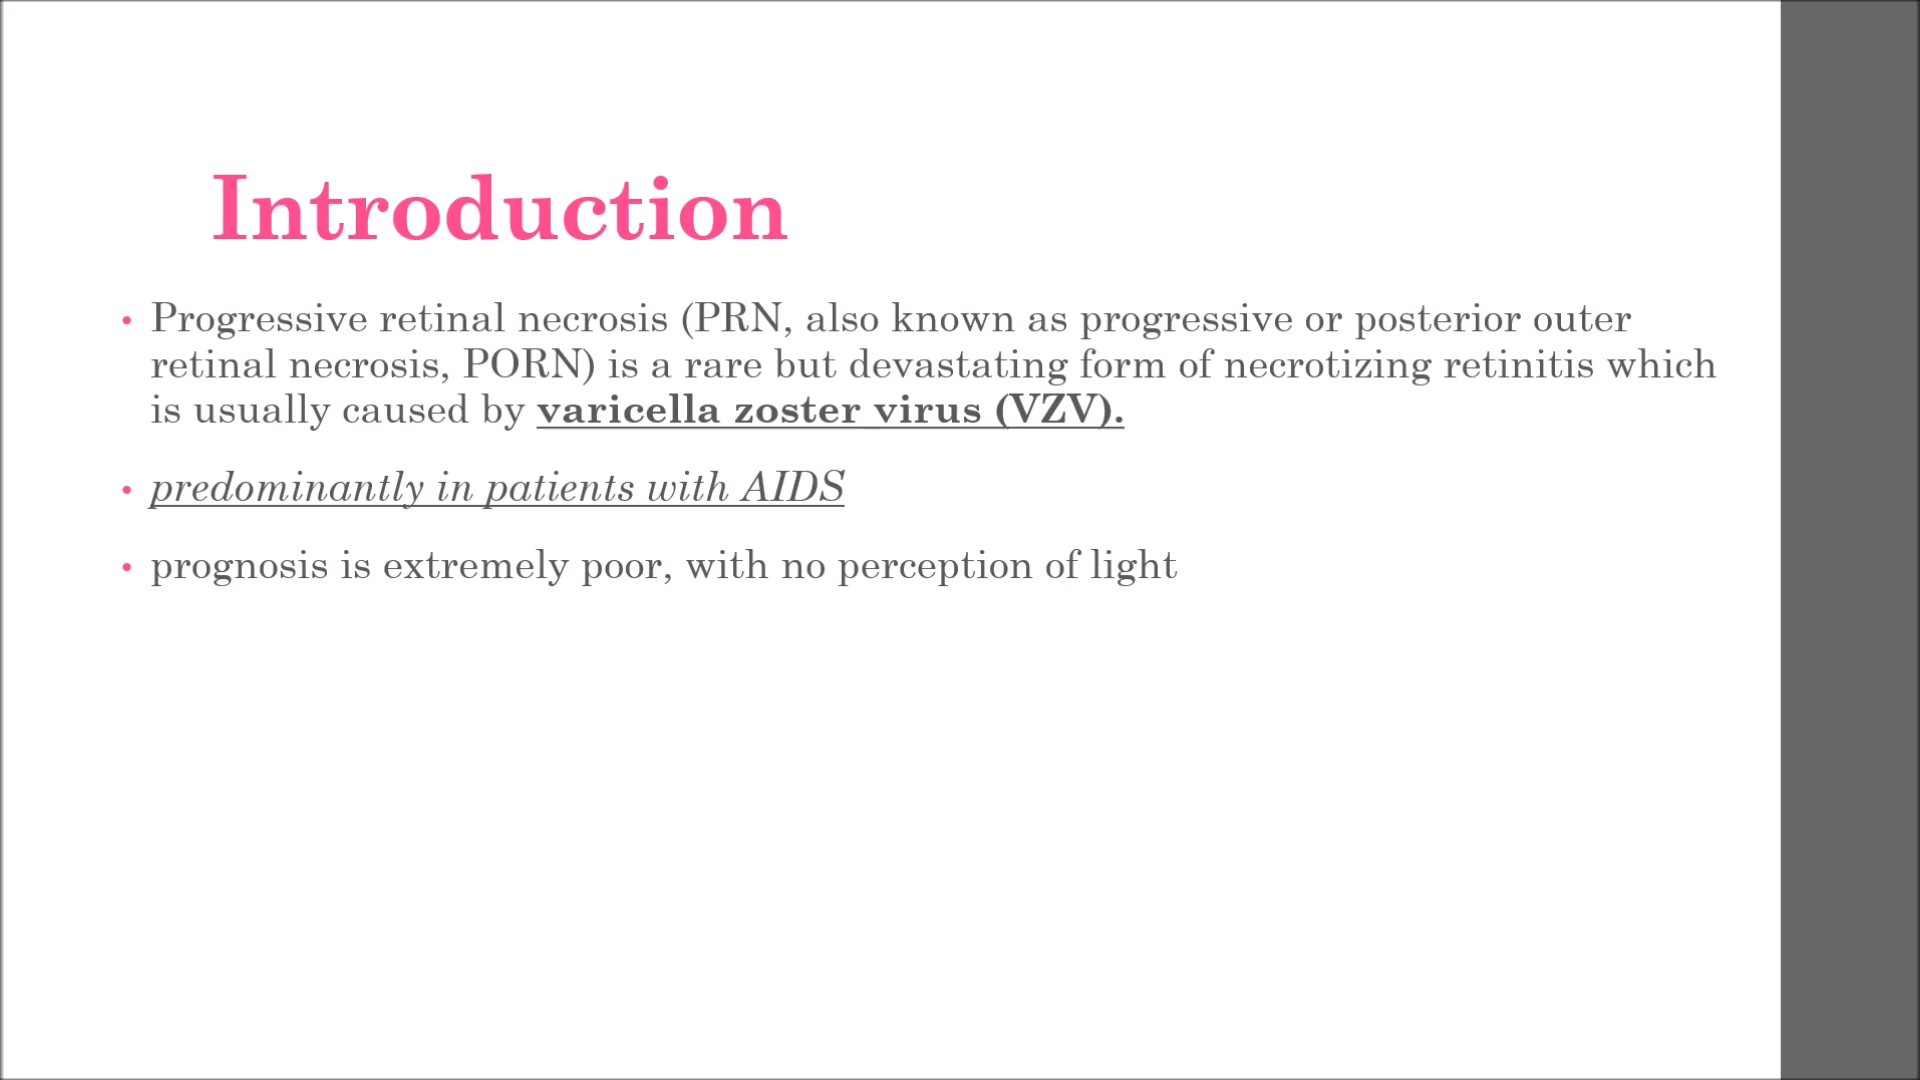 Introduction
• Progressive retinal necrosis (PRN, also known as progressive or posterior outer
retinal necrosis, PORN) is a rare but devastating form of necrotizing retinitis which
is usually caused by varicella zoster virus (VZV).
• predominantly in patients with AIDS
• prognosis is extremely poor, with no perception of light